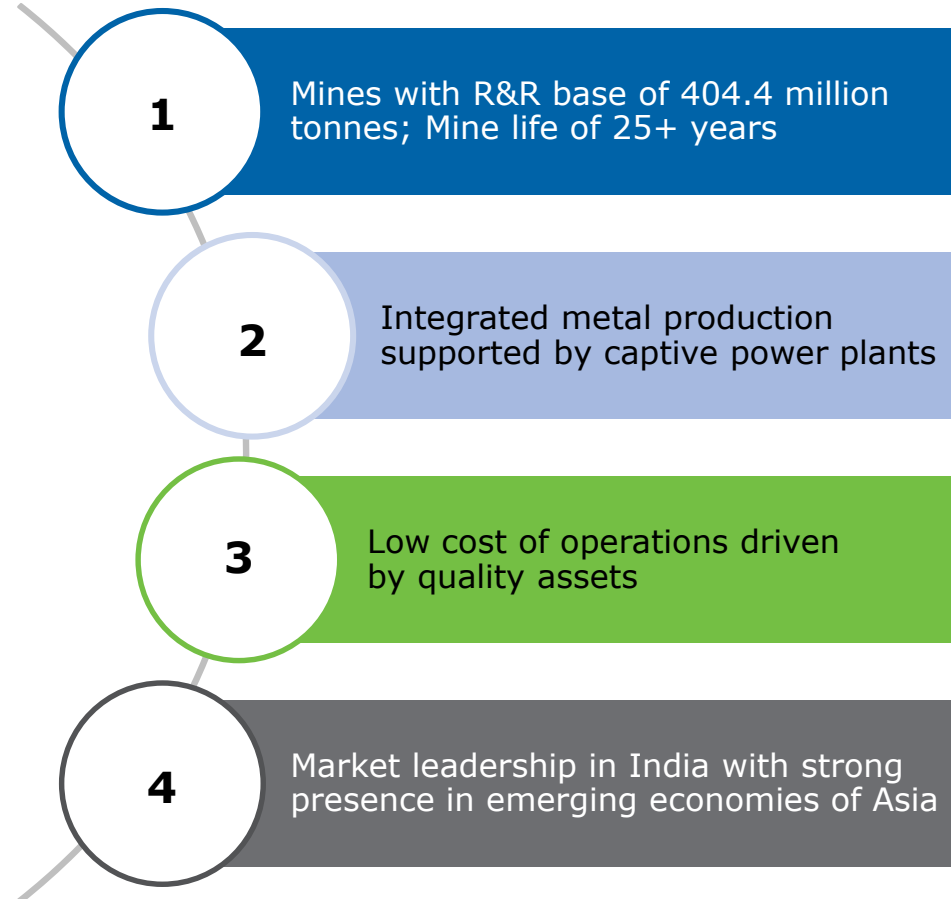 1
Mines with R&R base of 404.4 million
tonnes; Mine life of 25+ years
2
Integrated metal production
supported by captive power plants
3
Low cost of operations driven
by quality assets
4
Market leadership in India with strong
presence in emerging economies of Asia